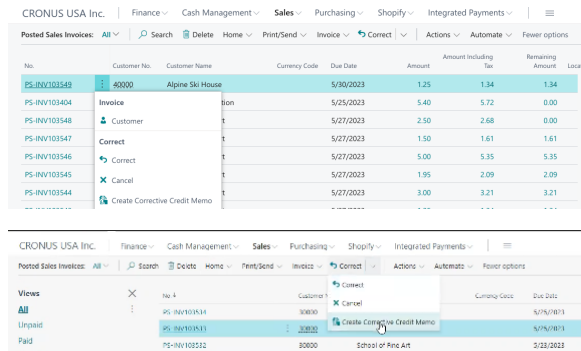 CRONUS USA Inc. Finance Cash Management Sales Purchasing Shopify Integrated Payments
Posted Sales Invoices: All Search Delete Home Print/Send Invoice Correct Actions Automate Fewer options
Amount Including Remaining
No. Customer No. Customer Name Currency Code Due Date Amount Tax Amount Loca
PS-INV103549 40000 Alpine Ski House 5/30/2023 1.25 1.34 1.34
PS-INV103404 Invoice tion 5/25/2023 5.40 5.72 0.00
PS-INV103548 Customer t 5/27/2023 2.50 2.68 0.00
PS-INV103547 Correct t 5/27/2023 1.50 1.61 1.61
PS-INV103546 Correct t 5/27/2023 5.00 5.35 5.35
PS-INV103545 Cancel t 5/27/2023 1.95 2.09 2.09
PS-INV103544 Create Corrective Credit Memo t 5/27/2023 3.00 3.21 3.21
CRONUS USA Inc. Finance Cash Management Sales Purchasing Shopify Integrated Payments
Posted Sales Invoices: All Search Delete Home Print/Send Invoice Correct Actions Automate Fewer options
Views No. Customer Correct Currency Code Due Date
All PS-INV103534 30000 Cancel 5/25/2023
Unpaid PS-INV103533 30000 Create Corrective Credit Memo 5/25/2023
Paid PS-INV103532 30000 School of Fine Art 5/23/2023